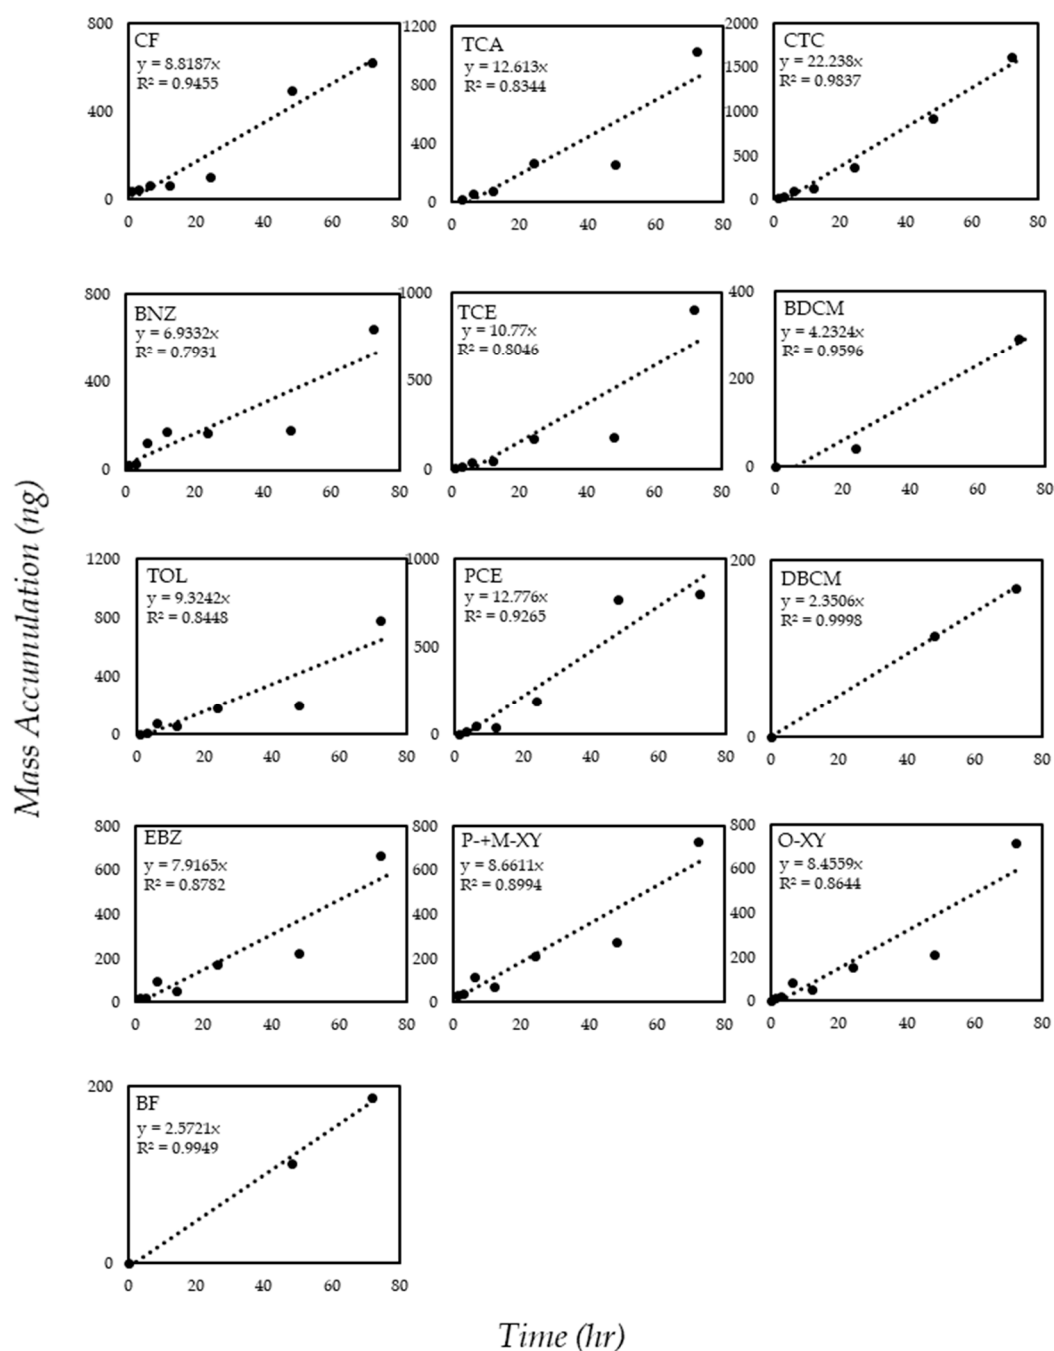 CF
y = 8.8187x
R² = 0.9455
800
400
0
0 20 40 60 80
TCA
y = 12.613x
R² = 0.8344
1200
800
400
0
0 20 40 60 80
CTC
y = 22.238x
R² = 0.9837
2000
1500
1000
500
0
0 20 40 60 80
BNZ
y = 6.9332x
R² = 0.7931
800
400
0
0 20 40 60 80
TCE
y = 10.77x
R² = 0.8046
1000
500
0
0 20 40 60 80
BDCM
y = 4.2324x
R² = 0.9596
400
200
0
0 20 40 60 80
Mass Accumulation (ng)
TOL
y = 9.3242x
R² = 0.8448
1200
800
400
0
0 20 40 60 80
PCE
y = 12.776x
R² = 0.9265
1000
500
0
0 20 40 60 80
DBCM
y = 2.3506x
R² = 0.9998
200
0
0 20 40 60 80
EBZ
y = 7.9165x
R² = 0.8782
800
600
400
200
0
0 20 40 60 80
P-+M-XY
y = 8.6611x
R² = 0.8994
800
600
400
200
0
0 20 40 60 80
O-XY
y = 8.4559x
R² = 0.8644
800
600
400
200
0
0 20 40 60 80
BF
y = 2.5721x
R² = 0.9949
200
0
0 20 40 60 80
Time (hr)